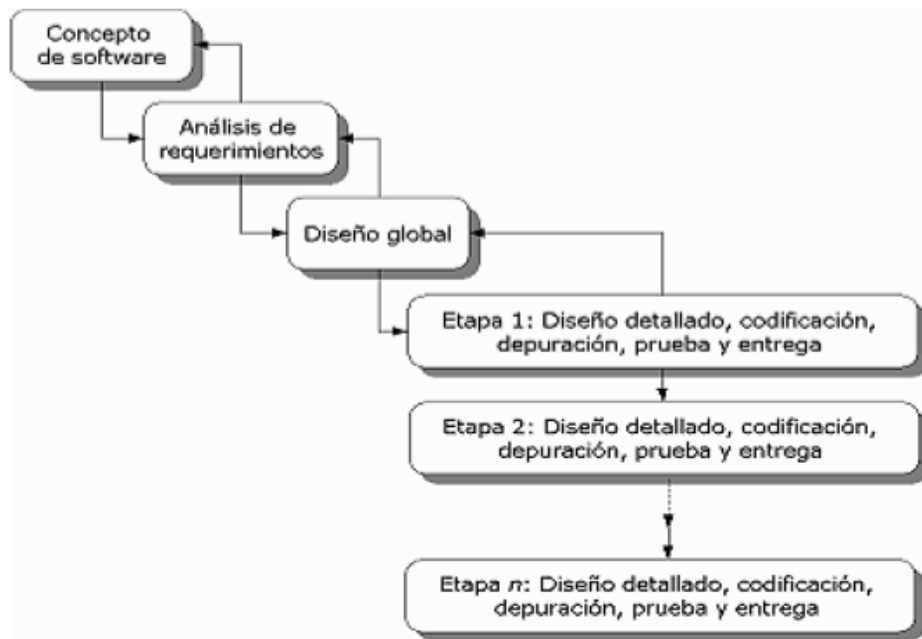 Concepto
de software
Análisis de
requerimientos
Diseño global
Etapa 1: Diseño detallado, codificación,
depuración, prueba y entrega
Etapa 2: Diseño detallado, codificación,
depuración, prueba y entrega
Etapa n: Diseño detallado, codificación,
depuración, prueba y entrega